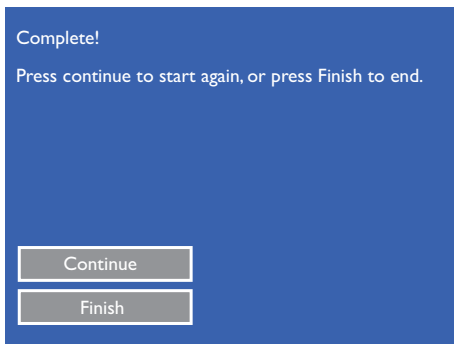 Complete!
Press continue to start again, or press Finish to end.
Continue
Finish